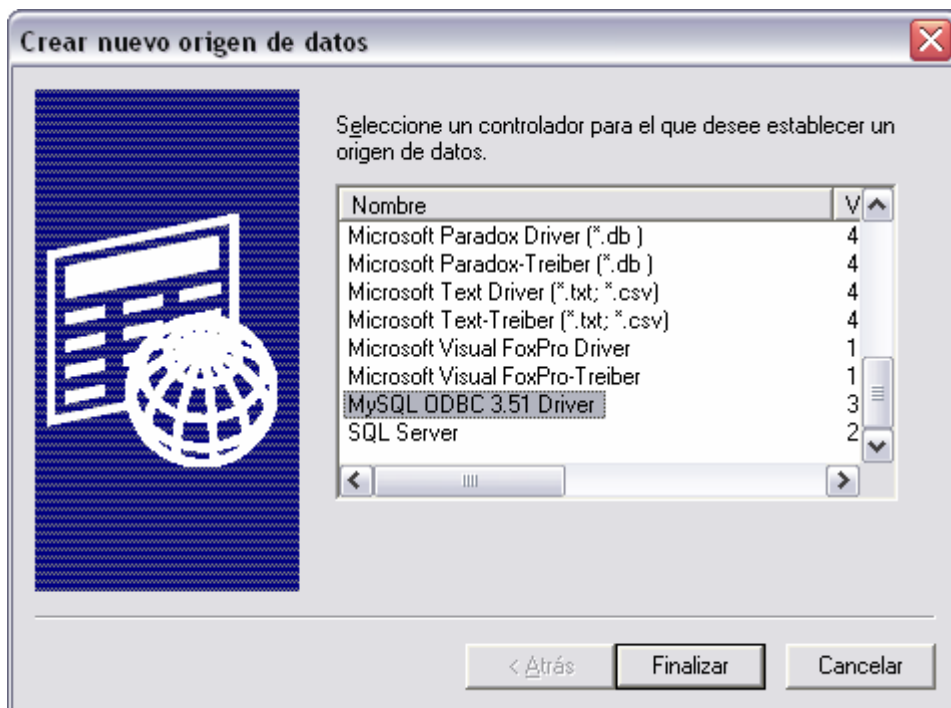 Crear nuevo origen de datos
Seleccione un controlador para el que desee establecer un
origen de datos.
Nombre V
Microsoft Paradox Driver (*.db ) 4
Microsoft Paradox-Treiber (*.db ) 4
Microsoft Text Driver (*.txt; *.csv) 4
Microsoft Text-Treiber (*.txt; *.csv) 4
Microsoft Visual FoxPro Driver 1
Microsoft Visual FoxPro-Treiber 1
MySQL ODBC 3.51 Driver 3
SQL Server 2
< Atrás Finalizar Cancelar